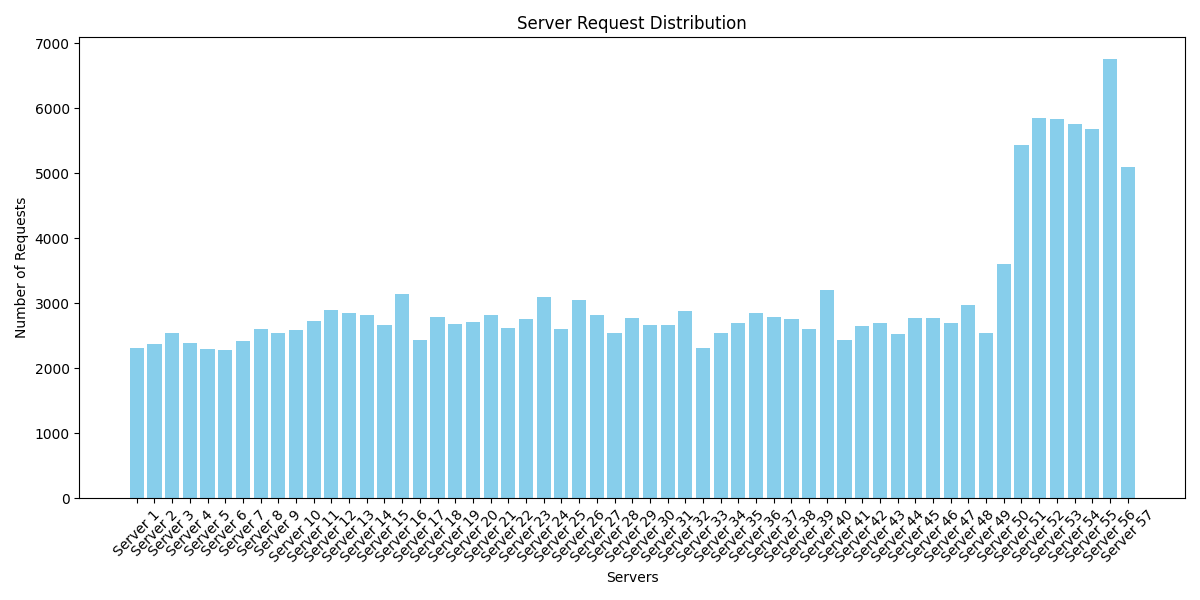 Server Request Distribution
Number of Requests
7000
6000
5000
4000
3000
2000
1000
0
Server 1
Server 2
Server 3
Server 4
Server 5
Server 6
Server 7
Server 8
Server 9
Server 10
Server 11
Server 12
Server 13
Server 14
Server 15
Server 16
Server 17
Server 18
Server 19
Server 20
Server 21
Server 22
Server 23
Server 24
Server 25
Server 26
Server 27
Server 28
Server 29
Server 30
Server 31
Server 32
Server 33
Server 34
Server 35
Server 36
Server 37
Server 38
Server 39
Server 40
Server 41
Server 42
Server 43
Server 44
Server 45
Server 46
Server 47
Server 48
Server 49
Server 50
Server 51
Server 52
Server 53
Server 54
Server 55
Server 56
Server 57
Servers